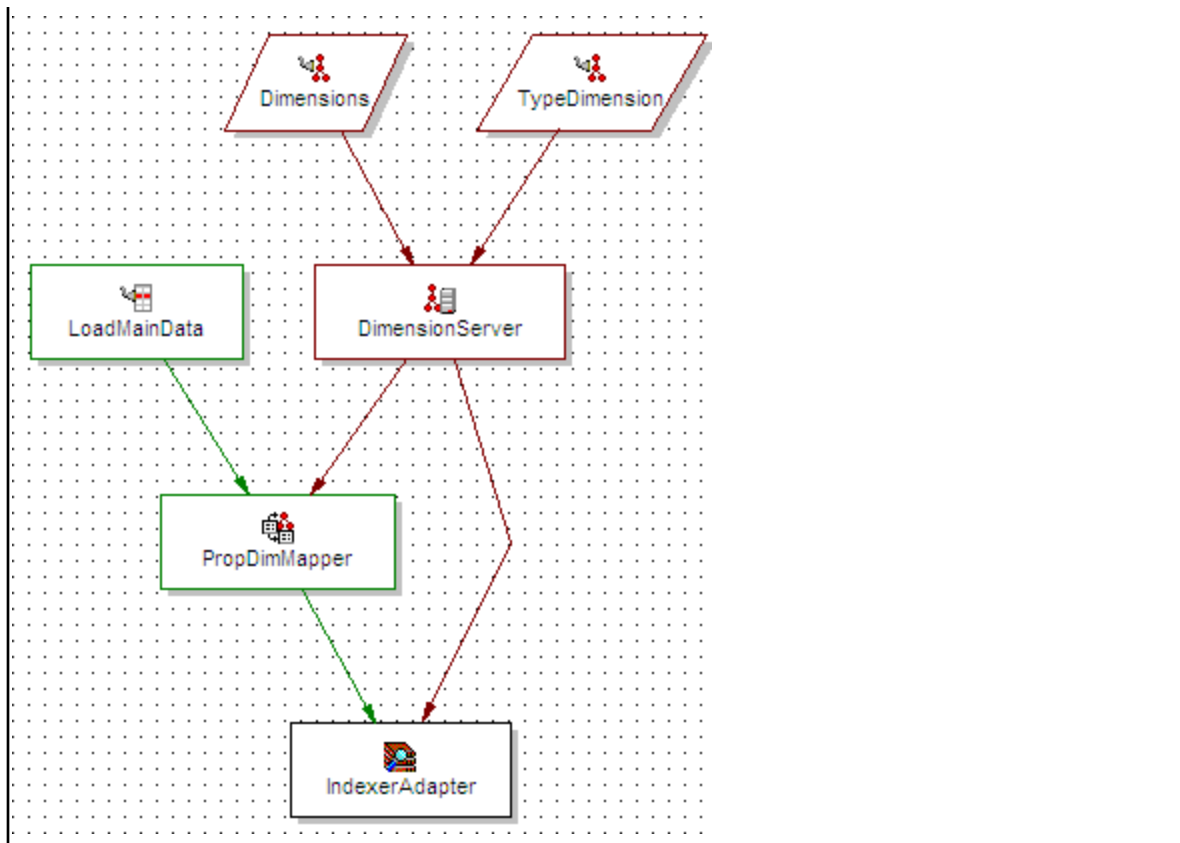 Dimensions
TypeDimension
LoadMainData
DimensionServer
PropDimMapper
IndexerAdapter